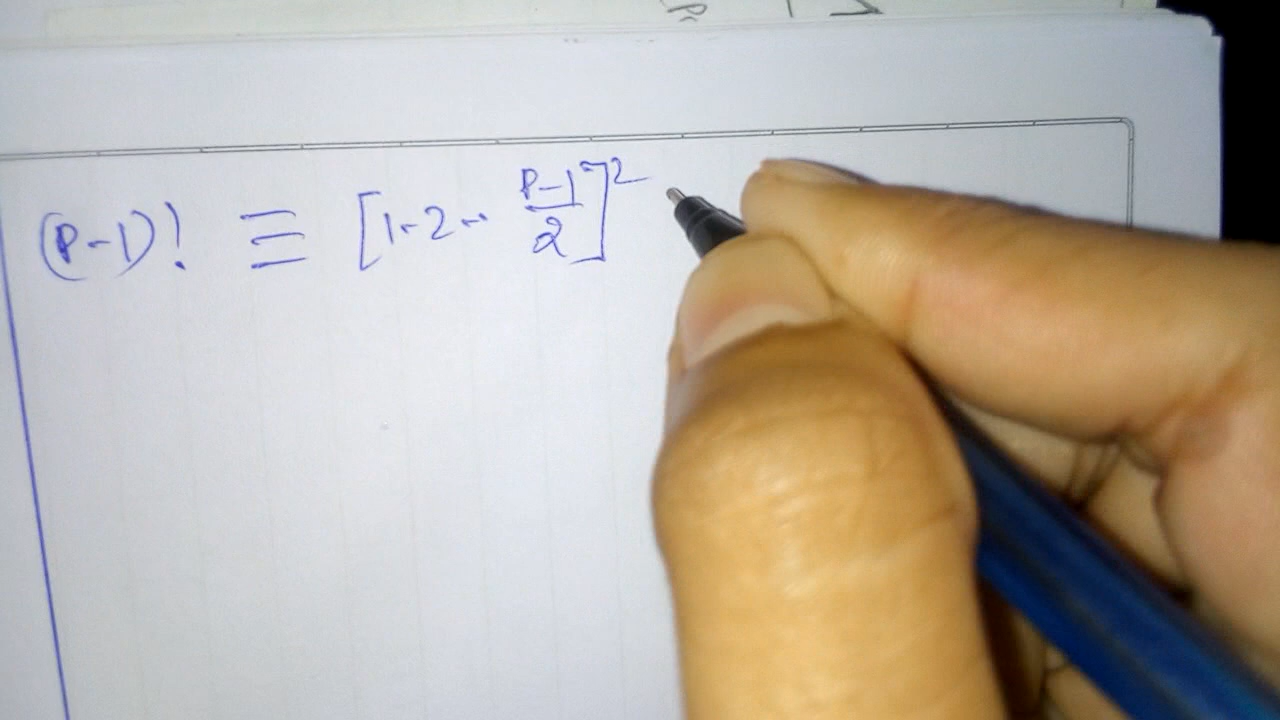 (P-1)! ≡ [1·2·· P-1/2]²